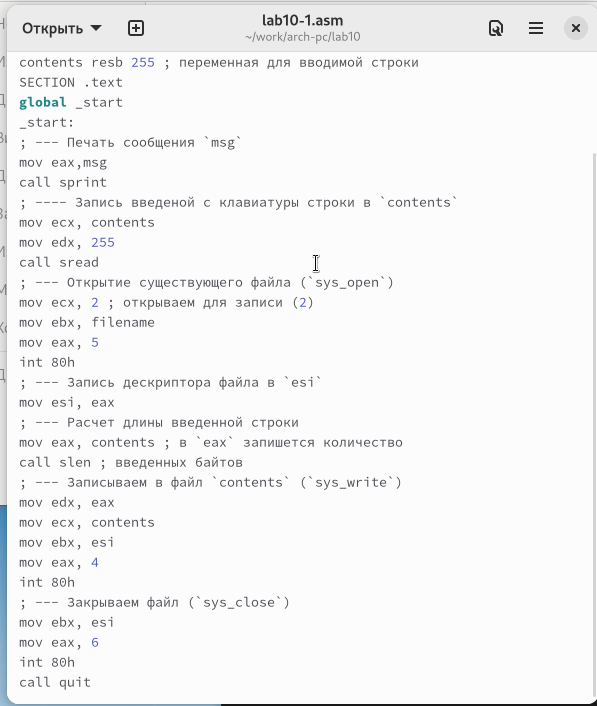 Открыть
lab10-1.asm
~/work/arch-pc/lab10
contents resb 255 ; переменная для вводимой строки
SECTION .text
global _start
_start:
; --- Печать сообщения `msg`
mov eax,msg
call sprint
; ---- Запись введеной с клавиатуры строки в `contents`
mov ecx, contents
mov edx, 255
call sread
; --- Открытие существующего файла (`sys_open`)
mov ecx, 2 ; открываем для записи (2)
mov ebx, filename
mov eax, 5
int 80h
; --- Запись дескриптора файла в `esi`
mov esi, eax
; --- Расчет длины введенной строки
mov eax, contents ; в `eax` запишется количество
call slen ; введенных байтов
; --- Записываем в файл `contents` (`sys_write`)
mov edx, eax
mov ecx, contents
mov ebx, esi
mov eax, 4
int 80h
; --- Закрываем файл (`sys_close`)
mov ebx, esi
mov eax, 6
int 80h
call quit